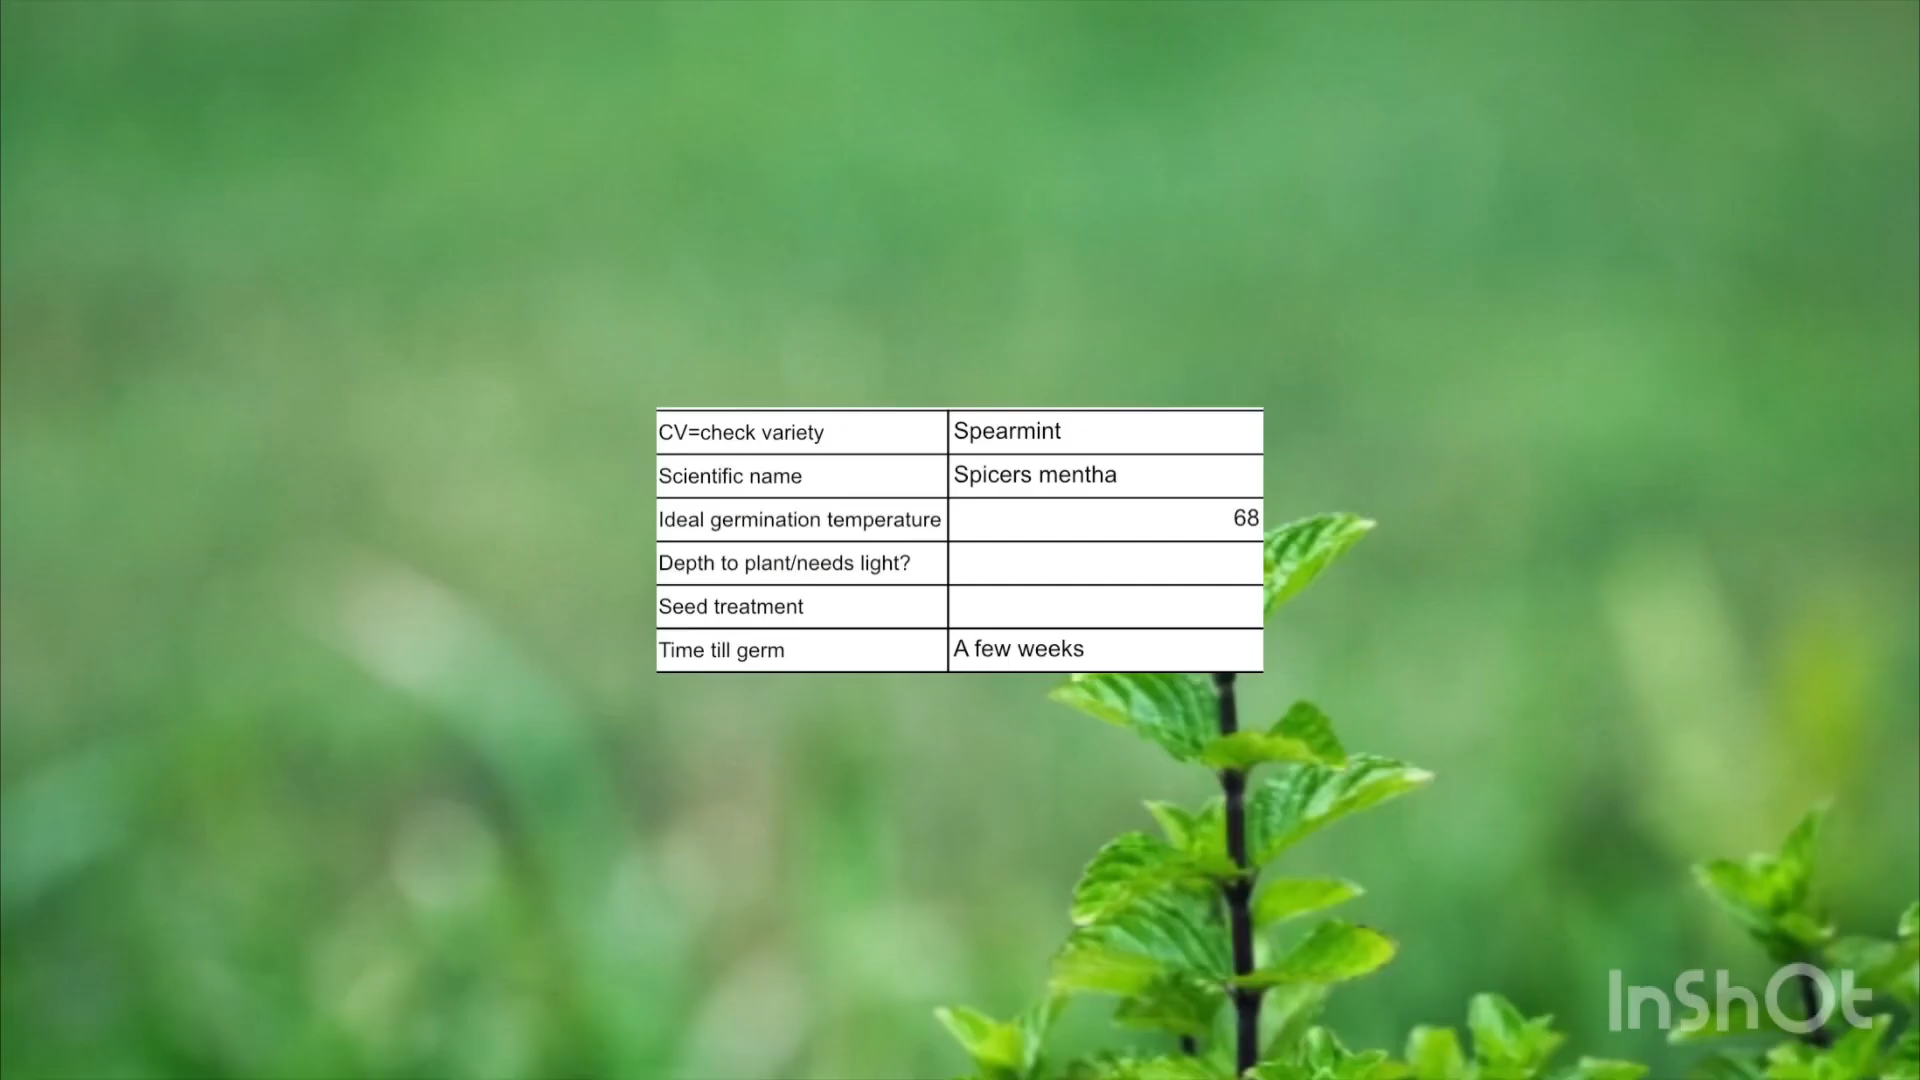 CV=check variety Spearmint
Scientific name Spicers mentha
Ideal germination temperature 68
Depth to plant/needs light?
Seed treatment
Time till germ A few weeks
InShOt